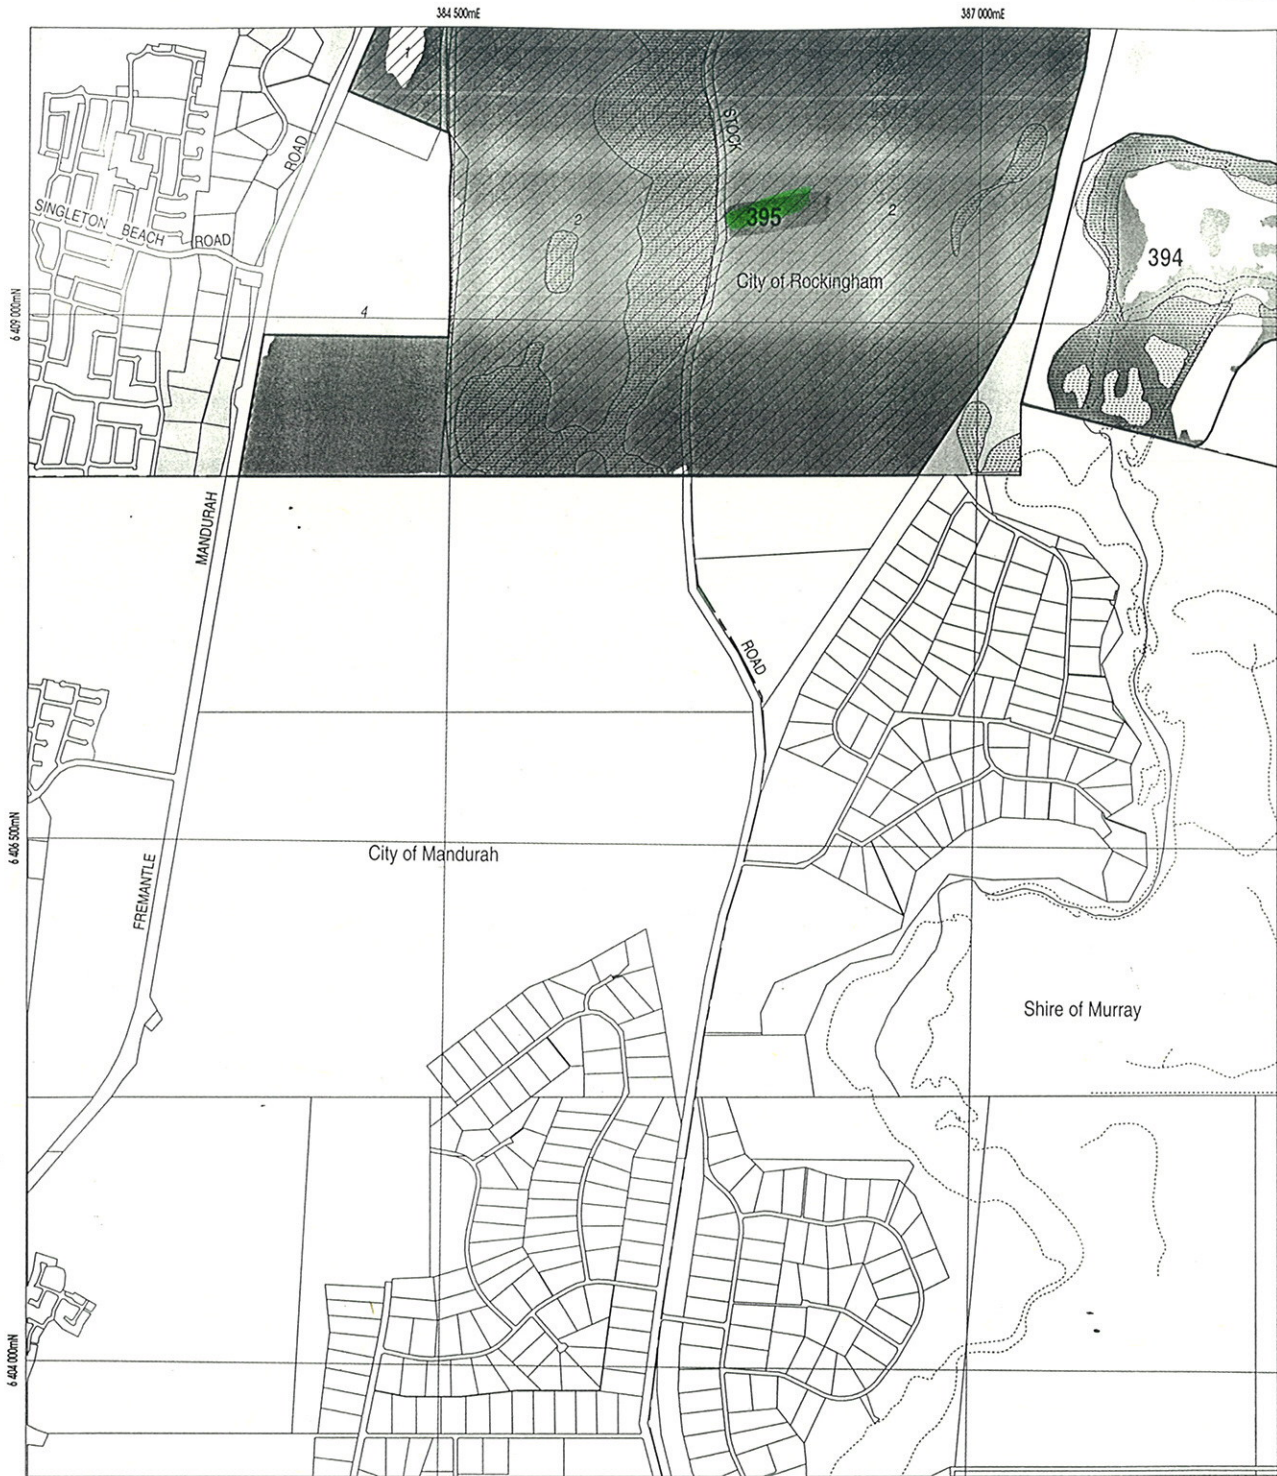 384 500mE
387 000mE
1
ROAD
STOCK
SINGLETON BEACH ROAD
2
395
2
394
City of Rockingham
6 409 000mN
4
MANDURAH
ROAD
6 406 500mN
City of Mandurah
FREMANTLE
Shire of Murray
6 404 000mN